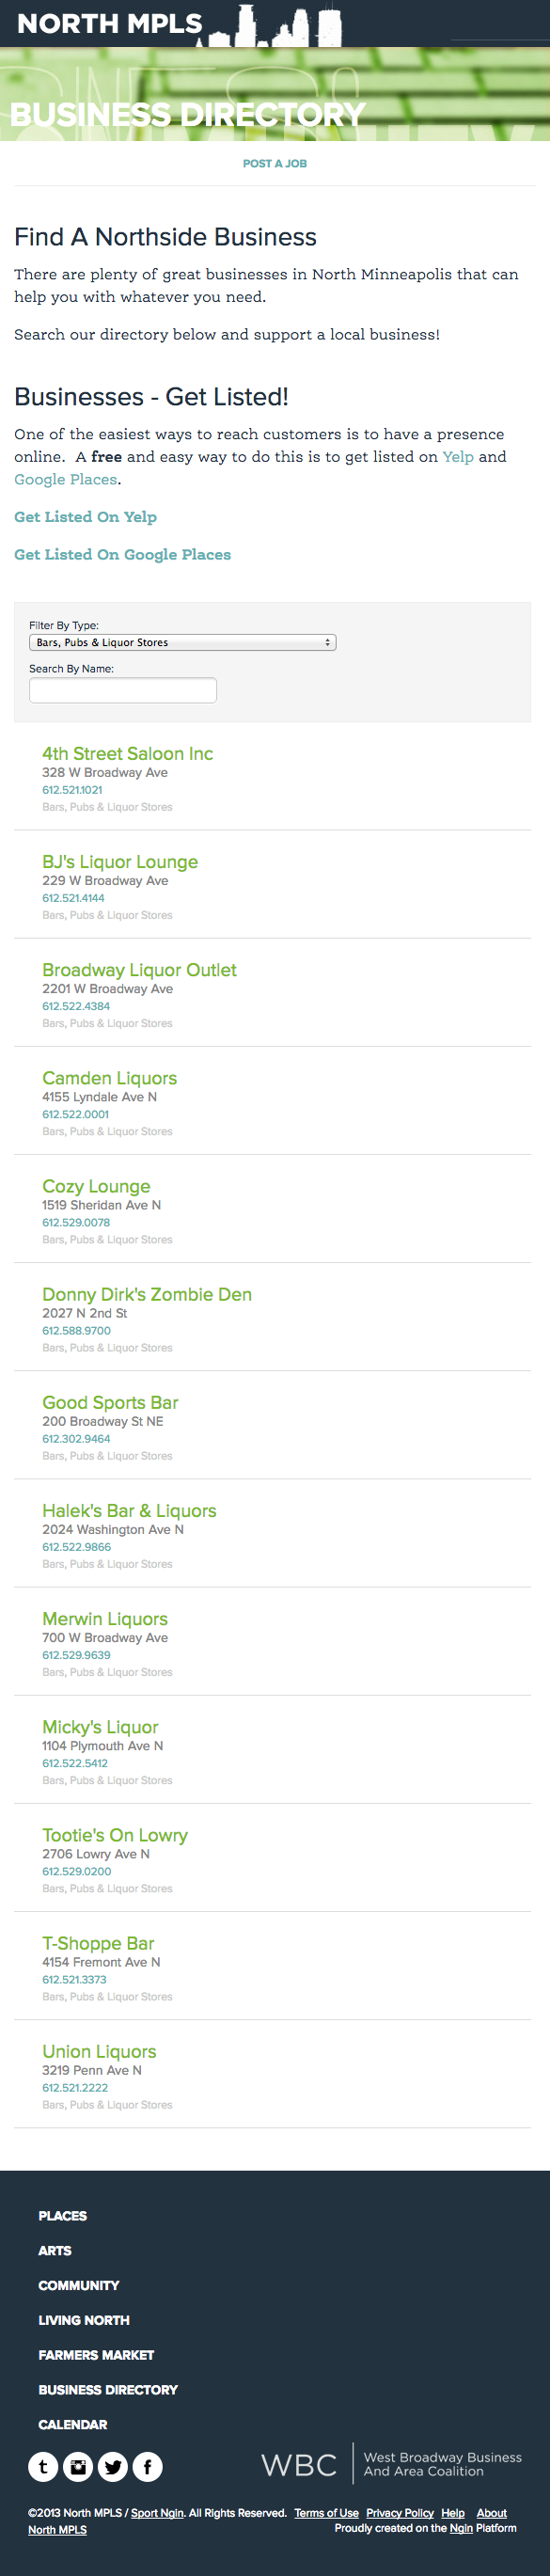 NORTH MPLS
BUSINESS DIRECTORY
POST A JOB
Find A Northside Business
There are plenty of great businesses in North Minneapolis that can
help you with whatever you need.
Search our directory below and support a local business!
Businesses - Get Listed!
One of the easiest ways to reach customers is to have a presence
online. A free and easy way to do this is to get listed on Yelp and
Google Places.
Get Listed On Yelp
Get Listed On Google Places
Filter By Type:
Bars, Pubs & Liquor Stores
Search By Name:
4th Street Saloon Inc
328 W Broadway Ave
612.521.1021
Bars, Pubs & Liquor Stores
BJ's Liquor Lounge
229 W Broadway Ave
612.521.4144
Bars, Pubs & Liquor Stores
Broadway Liquor Outlet
2201 W Broadway Ave
612.522.4384
Bars, Pubs & Liquor Stores
Camden Liquors
4155 Lyndale Ave N
612.522.0001
Bars, Pubs & Liquor Stores
Cozy Lounge
1519 Sheridan Ave N
612.529.0078
Bars, Pubs & Liquor Stores
Donny Dirk's Zombie Den
2027 N 2nd St
612.588.9700
Bars, Pubs & Liquor Stores
Good Sports Bar
200 Broadway St NE
612.302.9464
Bars, Pubs & Liquor Stores
Halek's Bar & Liquors
2024 Washington Ave N
612.522.9866
Bars, Pubs & Liquor Stores
Merwin Liquors
700 W Broadway Ave
612.529.9639
Bars, Pubs & Liquor Stores
Micky's Liquor
1104 Plymouth Ave N
612.522.5412
Bars, Pubs & Liquor Stores
Tootie's On Lowry
2706 Lowry Ave N
612.529.0200
Bars, Pubs & Liquor Stores
T-Shoppe Bar
4154 Fremont Ave N
612.521.3373
Bars, Pubs & Liquor Stores
Union Liquors
3219 Penn Ave N
612.521.2222
Bars, Pubs & Liquor Stores
PLACES
ARTS
COMMUNITY
LIVING NORTH
FARMERS MARKET
BUSINESS DIRECTORY
CALENDAR
WBC West Broadway Business
And Area Coalition
©2013 North MPLS / Sport Ngin. All Rights Reserved. Terms of Use Privacy Policy Help About
North MPLS Proudly created on the Ngin Platform